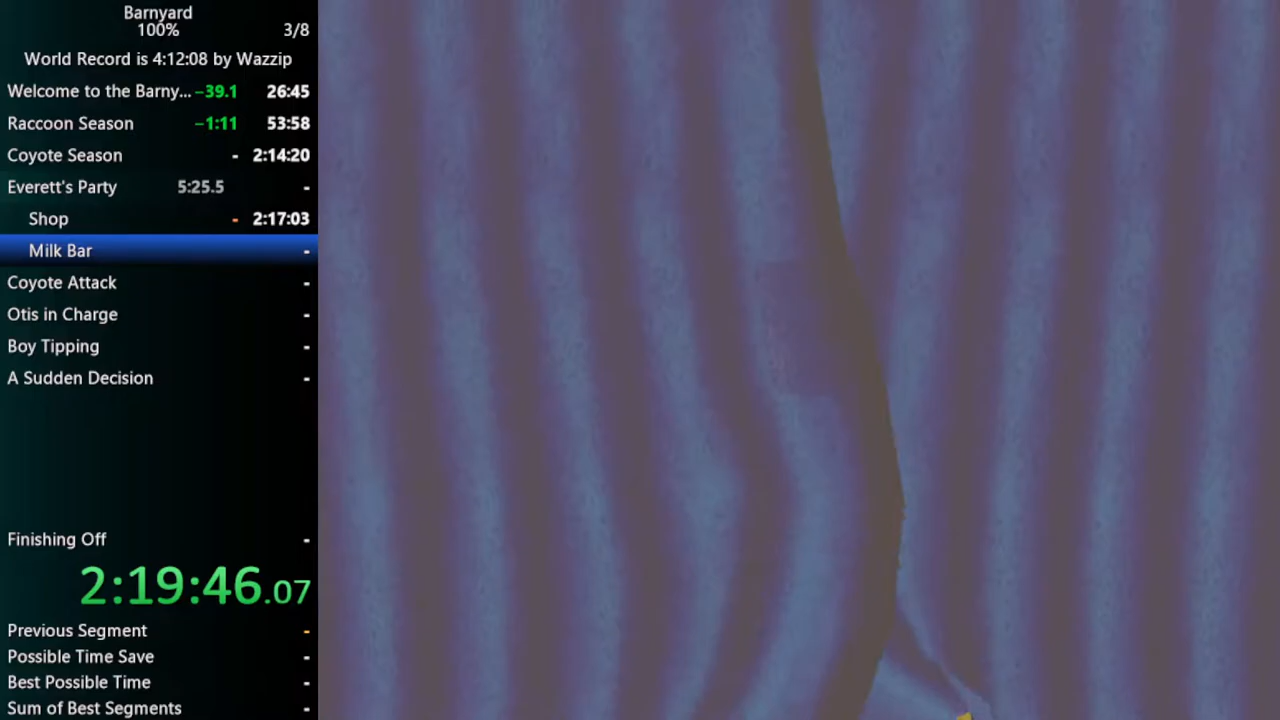 Barnyard
100% 3/8
World Record is 4:12:08 by Wazzip
Welcome to the Barny... −39.1 26:45
Raccoon Season −1:11 53:58
Coyote Season - 2:14:20
Everett's Party 5:25.5 -
Shop - 2:17:03
Milk Bar -
Coyote Attack -
Otis in Charge -
Boy Tipping -
A Sudden Decision -
Finishing Off -
2:19:46.07
Previous Segment -
Possible Time Save -
Best Possible Time -
Sum of Best Segments -